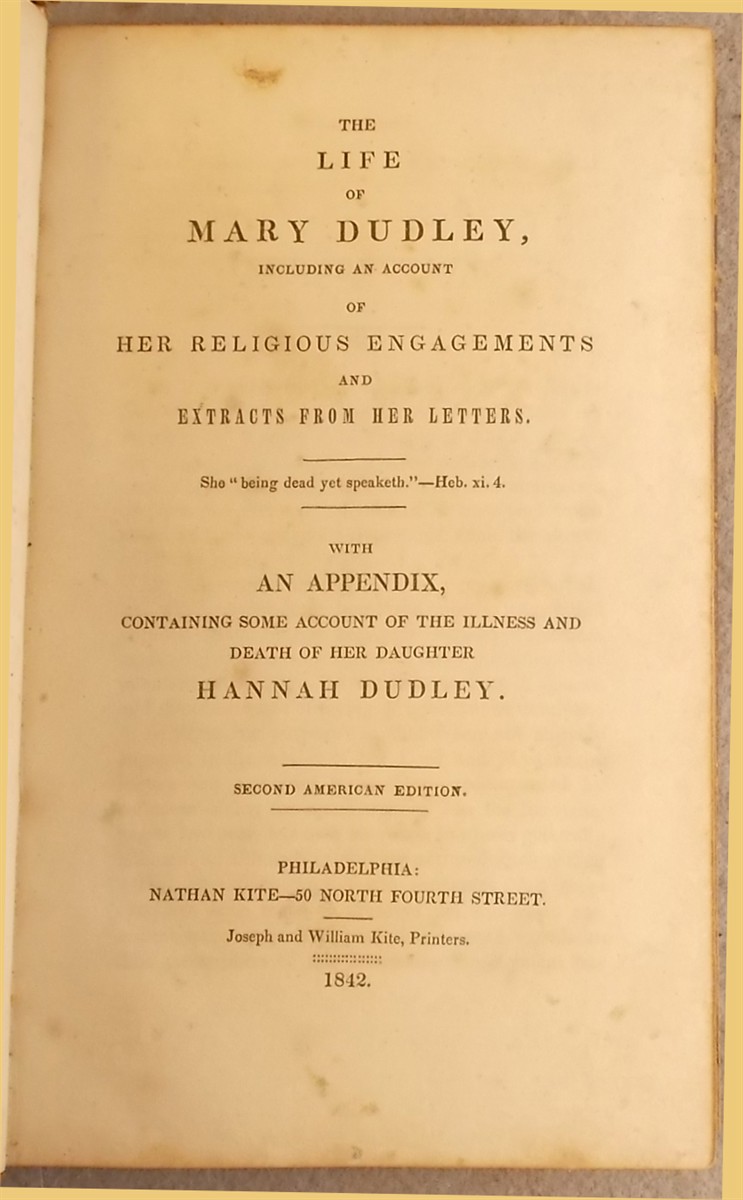 THE
LIFE
OF
MARY DUDLEY,
INCLUDING AN ACCOUNT
OF
HER RELIGIOUS ENGAGEMENTS
AND
EXTRACTS FROM HER LETTERS.
She "being dead yet speaketh."—Heb. xi. 4.
WITH
AN APPENDIX,
CONTAINING SOME ACCOUNT OF THE ILLNESS AND
DEATH OF HER DAUGHTER
HANNAH DUDLEY.
SECOND AMERICAN EDITION.
PHILADELPHIA:
NATHAN KITE—50 NORTH FOURTH STREET.
Joseph and William Kite, Printers.
1842.